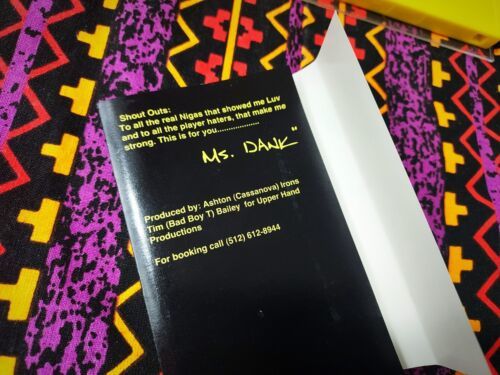 Shout Outs:
To all the real Nigas that showed me Luv
and to all the player haters, that make me
strong. This is for you..................
Ms. DANK"
Produced by: Ashton (Cassanova) Irons
Tim (Bad Boy T) Bailey for Upper Hand
Productions
For booking call (512) 612-8944